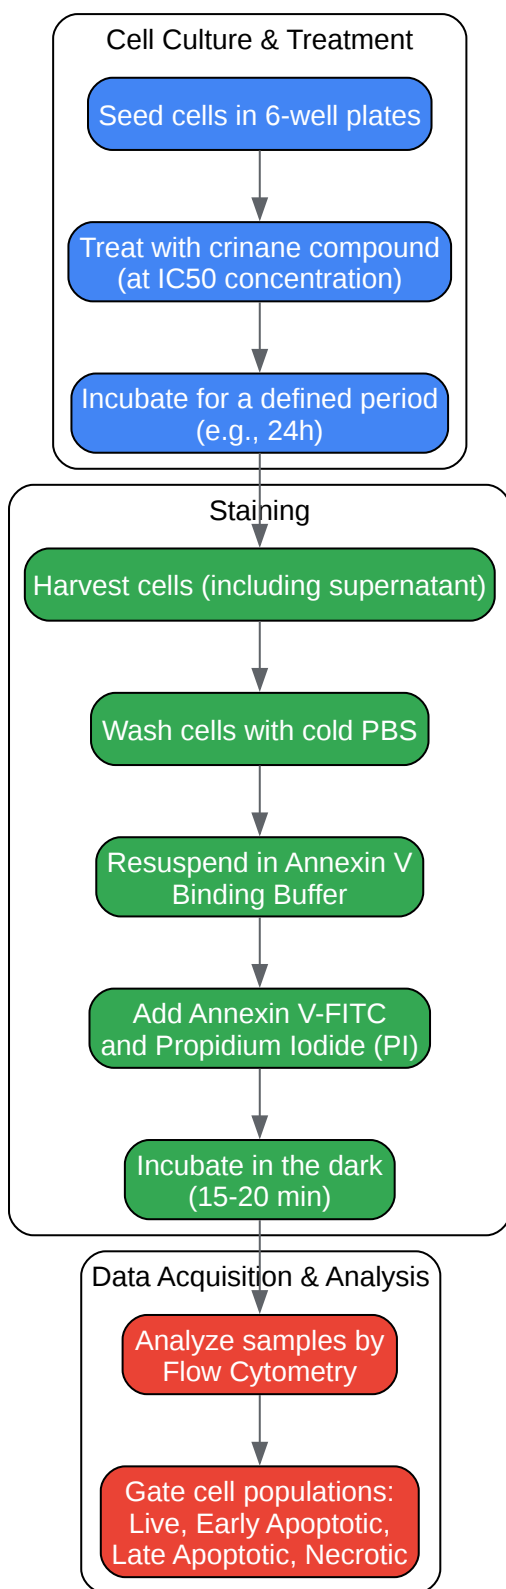 Cell Culture & Treatment
Seed cells in 6-well plates
Treat with crinane compound
(at IC50 concentration)
Incubate for a defined period
(e.g., 24h)
Staining
Harvest cells (including supernatant)
Wash cells with cold PBS
Resuspend in Annexin V
Binding Buffer
Add Annexin V-FITC
and Propidium Iodide (PI)
Incubate in the dark
(15-20 min)
Data Acquisition & Analysis
Analyze samples by
Flow Cytometry
Gate cell populations:
Live, Early Apoptotic,
Late Apoptotic, Necrotic